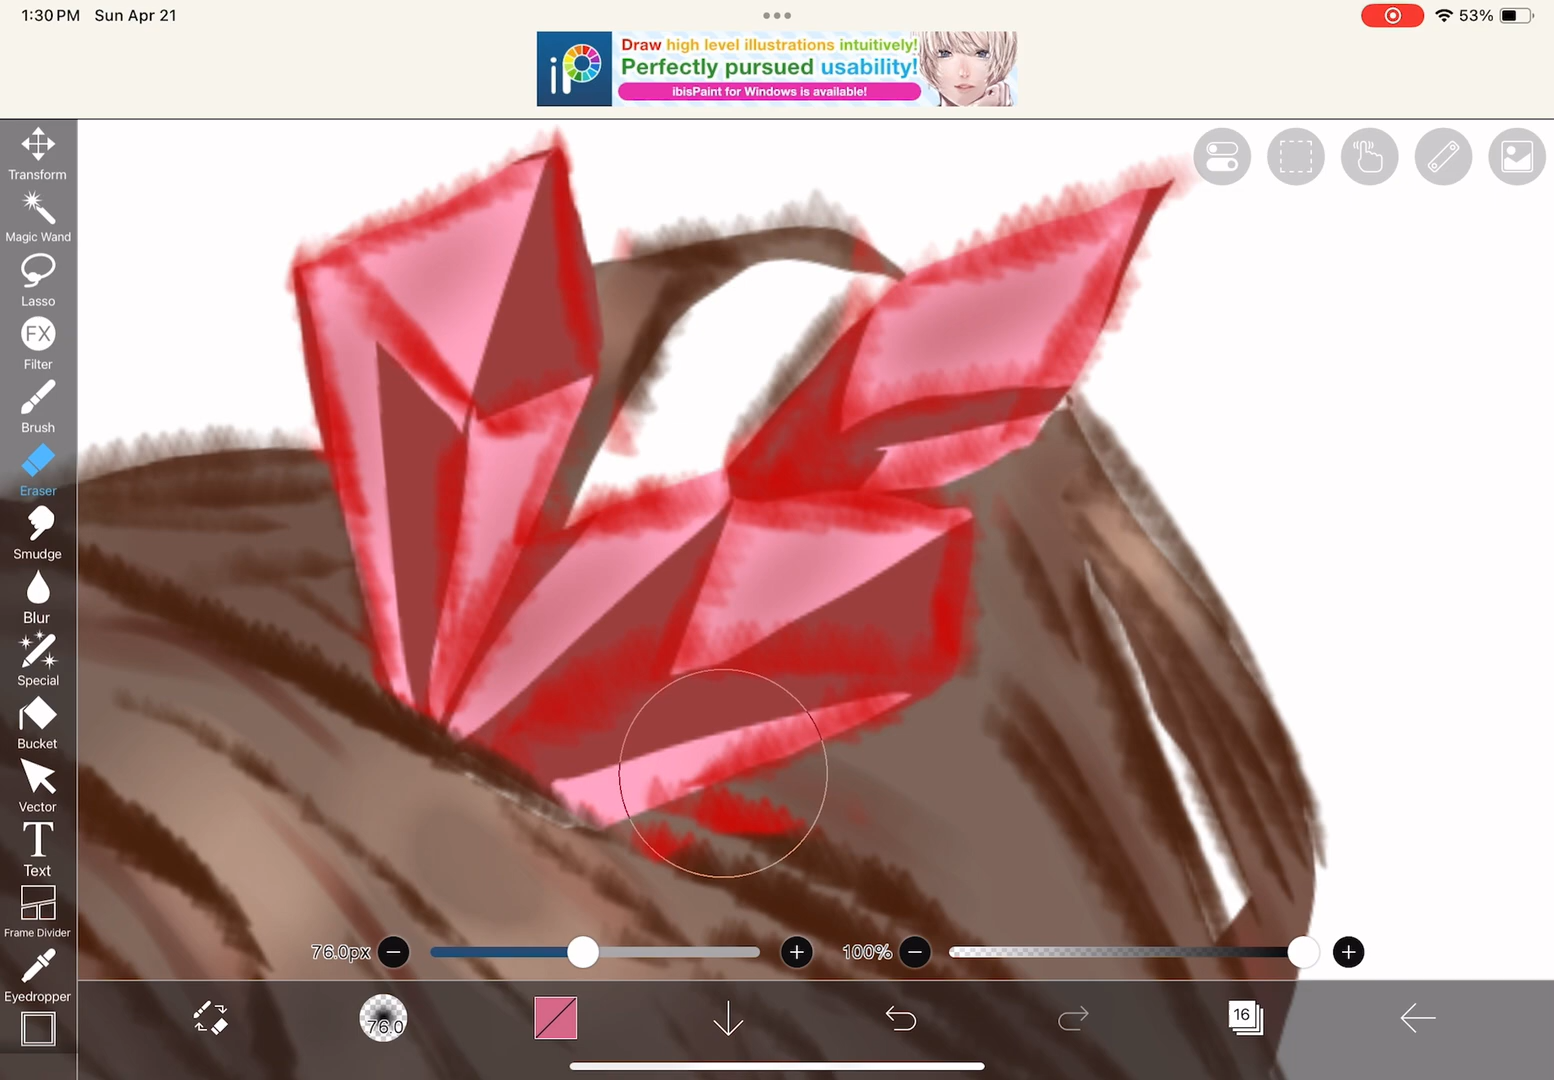 1:30 PM Sun Apr 21
53%
iP
Draw high level illustrations intuitively!
Perfectly pursued usability!
ibisPaint for Windows is available!
Transform
Magic Wand
Lasso
FX
Filter
Brush
Eraser
Smudge
Blur
Special
Bucket
Vector
T
Text
Frame Divider
Eyedropper
76.0px
100%
76.0
16